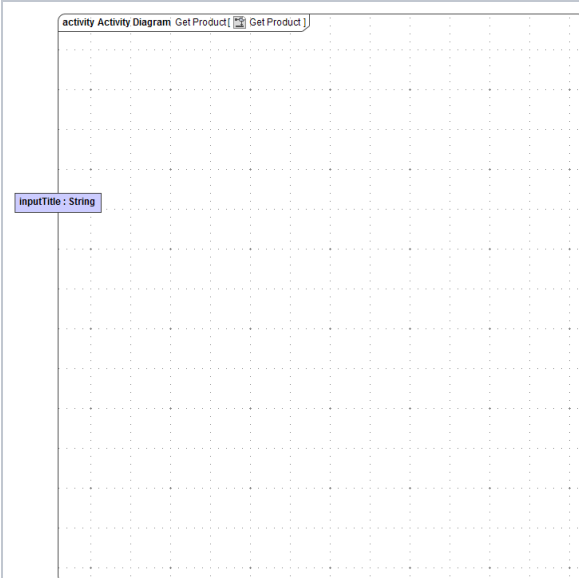 activity Activity Diagram Get Product [ Get Product ]
inputTitle : String